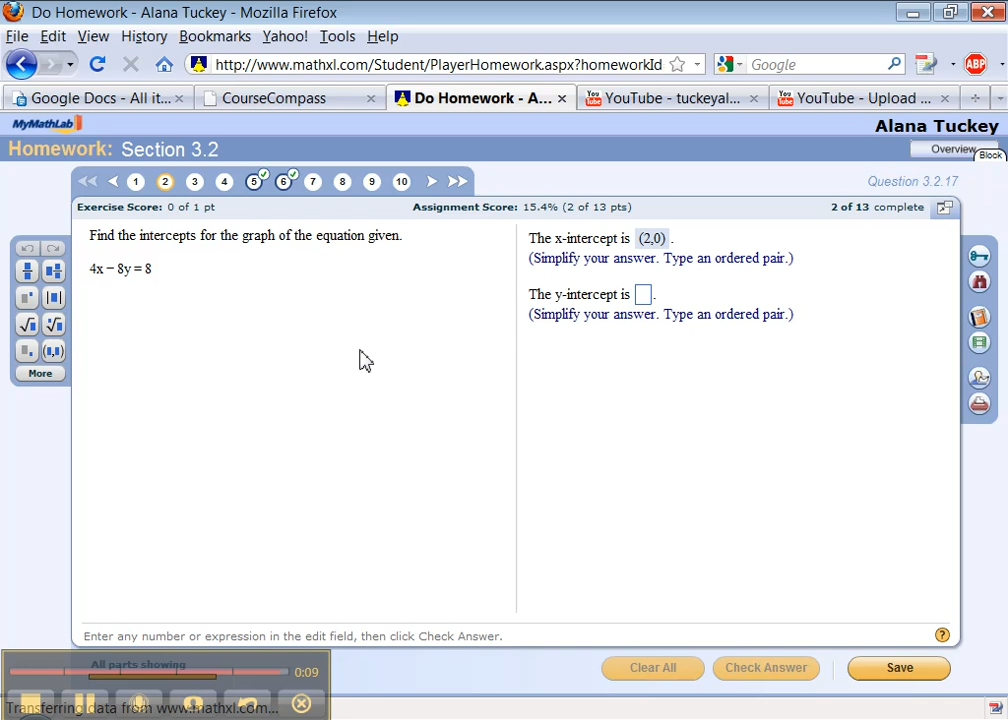 Do Homework - Alana Tuckey - Mozilla Firefox
File Edit View History Bookmarks Yahoo! Tools Help
http://www.mathxl.com/Student/PlayerHomework.aspx?homeworkId Google ABP
Google Docs - All it... CourseCompass Do Homework - A... YouTube - tuckeyal... YouTube - Upload ...
MyMathLab Alana Tuckey
Homework: Section 3.2 Overview Block
1 2 3 4 5 6 7 8 9 10 Question 3.2.17
Exercise Score: 0 of 1 pt Assignment Score: 15.4% (2 of 13 pts) 2 of 13 complete
Find the intercepts for the graph of the equation given.
4x − 8y = 8
The x-intercept is (2,0) .
(Simplify your answer. Type an ordered pair.)
The y-intercept is .
(Simplify your answer. Type an ordered pair.)
More
Enter any number or expression in the edit field, then click Check Answer. ?
All parts showing
0:09
Clear All Check Answer Save
Transferring data from www.mathxl.com...